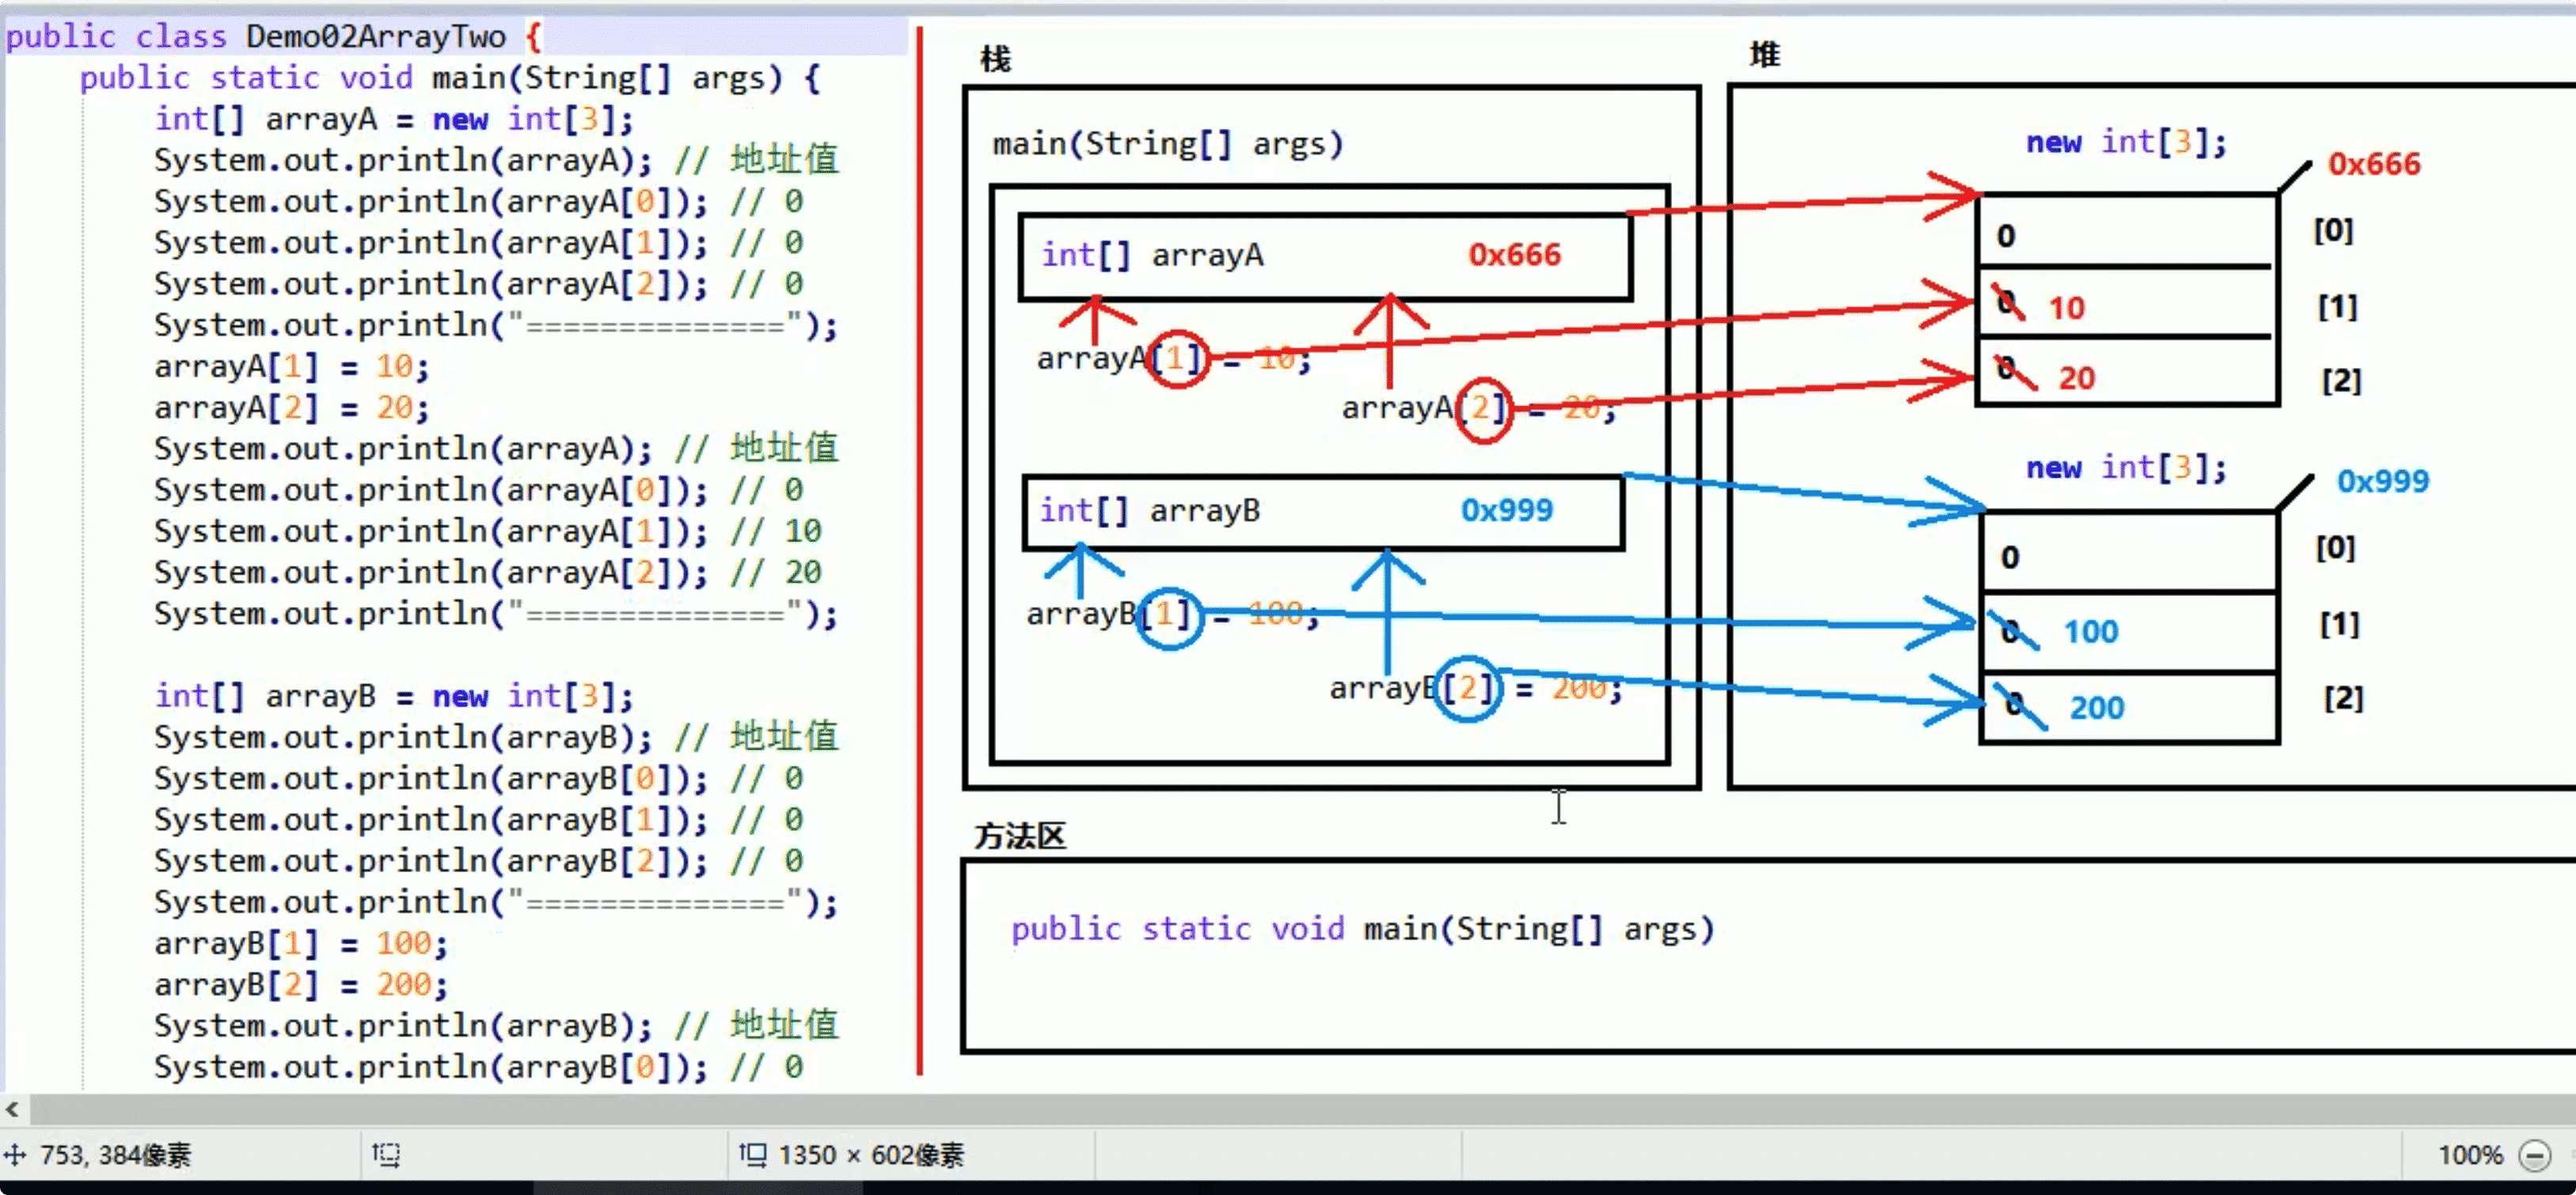 public class Demo02ArrayTwo {
public static void main(String[] args) {
int[] arrayA = new int[3];
System.out.println(arrayA); // 地址值
System.out.println(arrayA[0]); // 0
System.out.println(arrayA[1]); // 0
System.out.println(arrayA[2]); // 0
System.out.println("==============");
arrayA[1] = 10;
arrayA[2] = 20;
System.out.println(arrayA); // 地址值
System.out.println(arrayA[0]); // 0
System.out.println(arrayA[1]); // 10
System.out.println(arrayA[2]); // 20
System.out.println("==============");
int[] arrayB = new int[3];
System.out.println(arrayB); // 地址值
System.out.println(arrayB[0]); // 0
System.out.println(arrayB[1]); // 0
System.out.println(arrayB[2]); // 0
System.out.println("==============");
arrayB[1] = 100;
arrayB[2] = 200;
System.out.println(arrayB); // 地址值
System.out.println(arrayB[0]); // 0
栈
main(String[] args)
int[] arrayA 0x666
arrayA[1] = 10;
arrayA[2] = 20;
int[] arrayB 0x999
arrayB[1] = 100;
arrayB[2] = 200;
堆
new int[3];
0x666
0 [0]
0 10 [1]
0 20 [2]
new int[3];
0x999
0 [0]
0 100 [1]
0 200 [2]
方法区
public static void main(String[] args)
753, 384像素
1350 × 602像素
100%